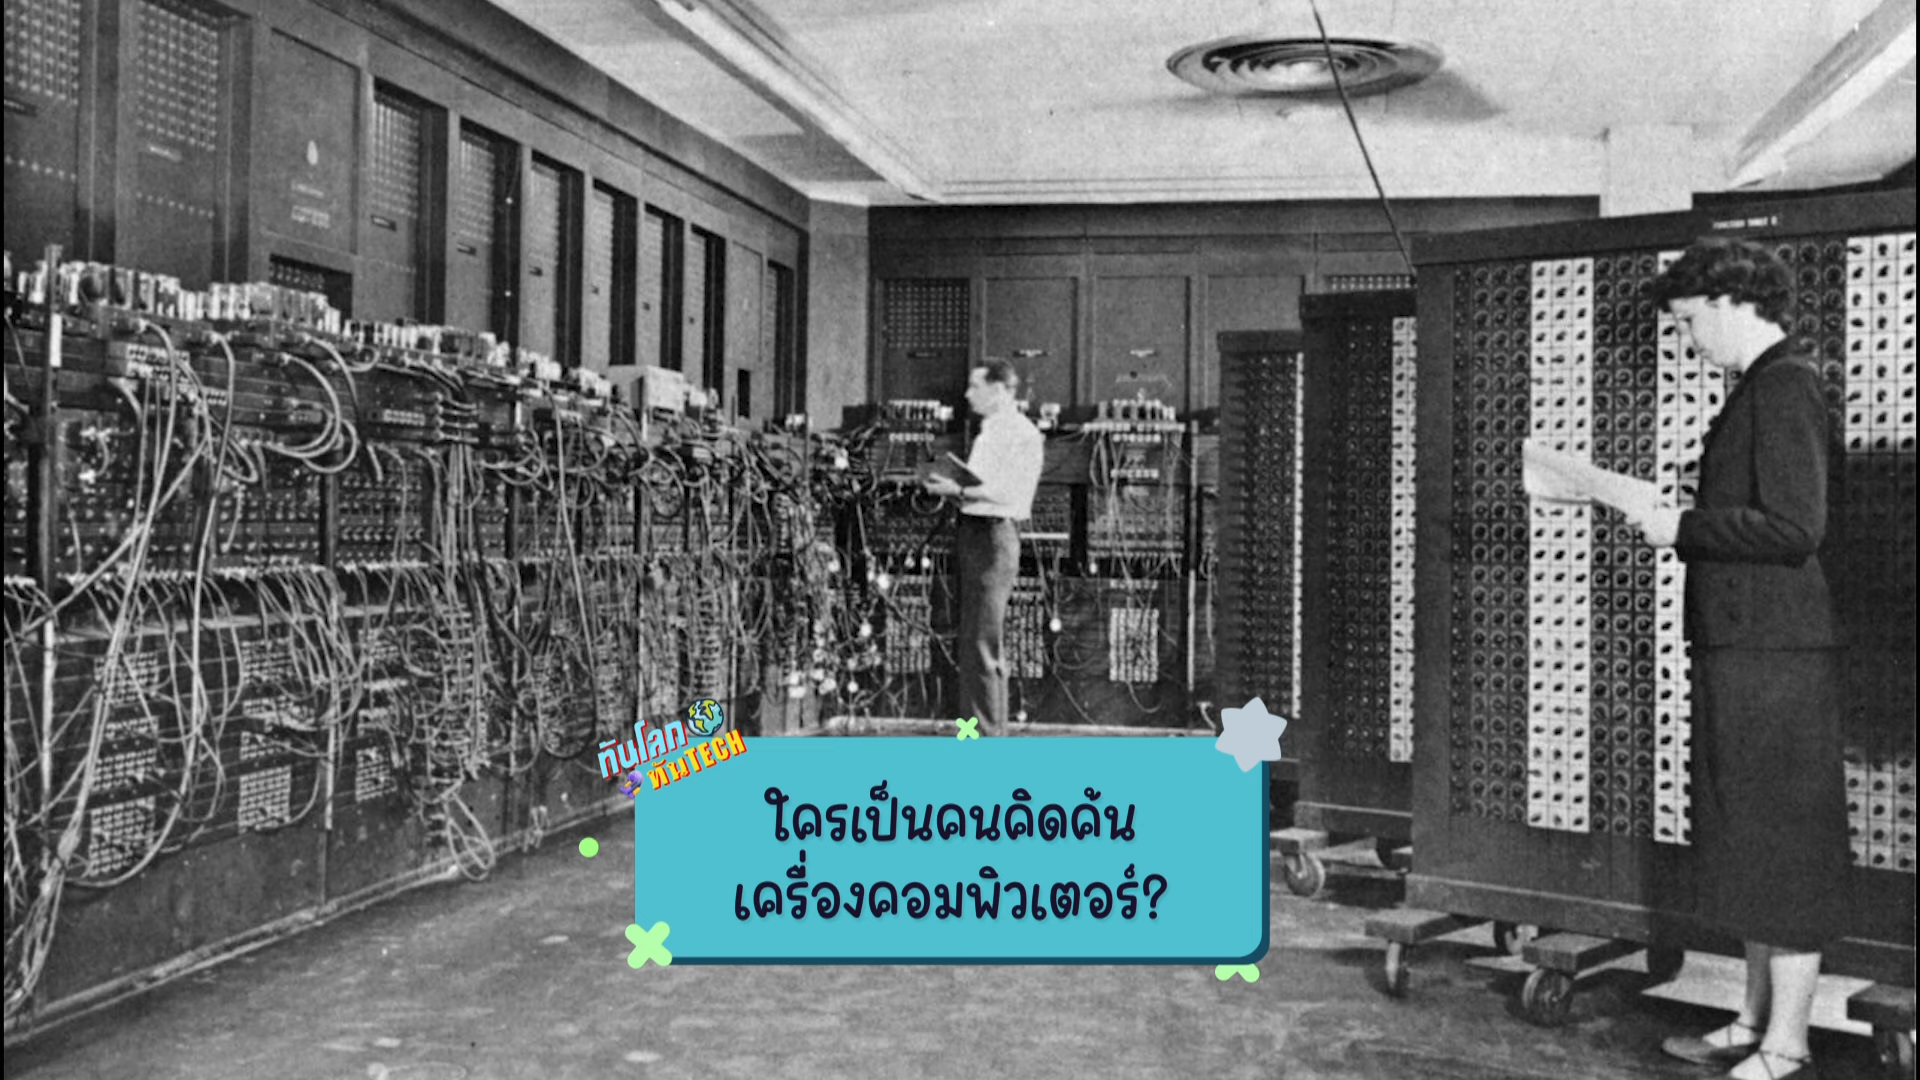 ทันโลก
ทันTECH
ใครเป็นคนคิดค้น
เครื่องคอมพิวเตอร์?